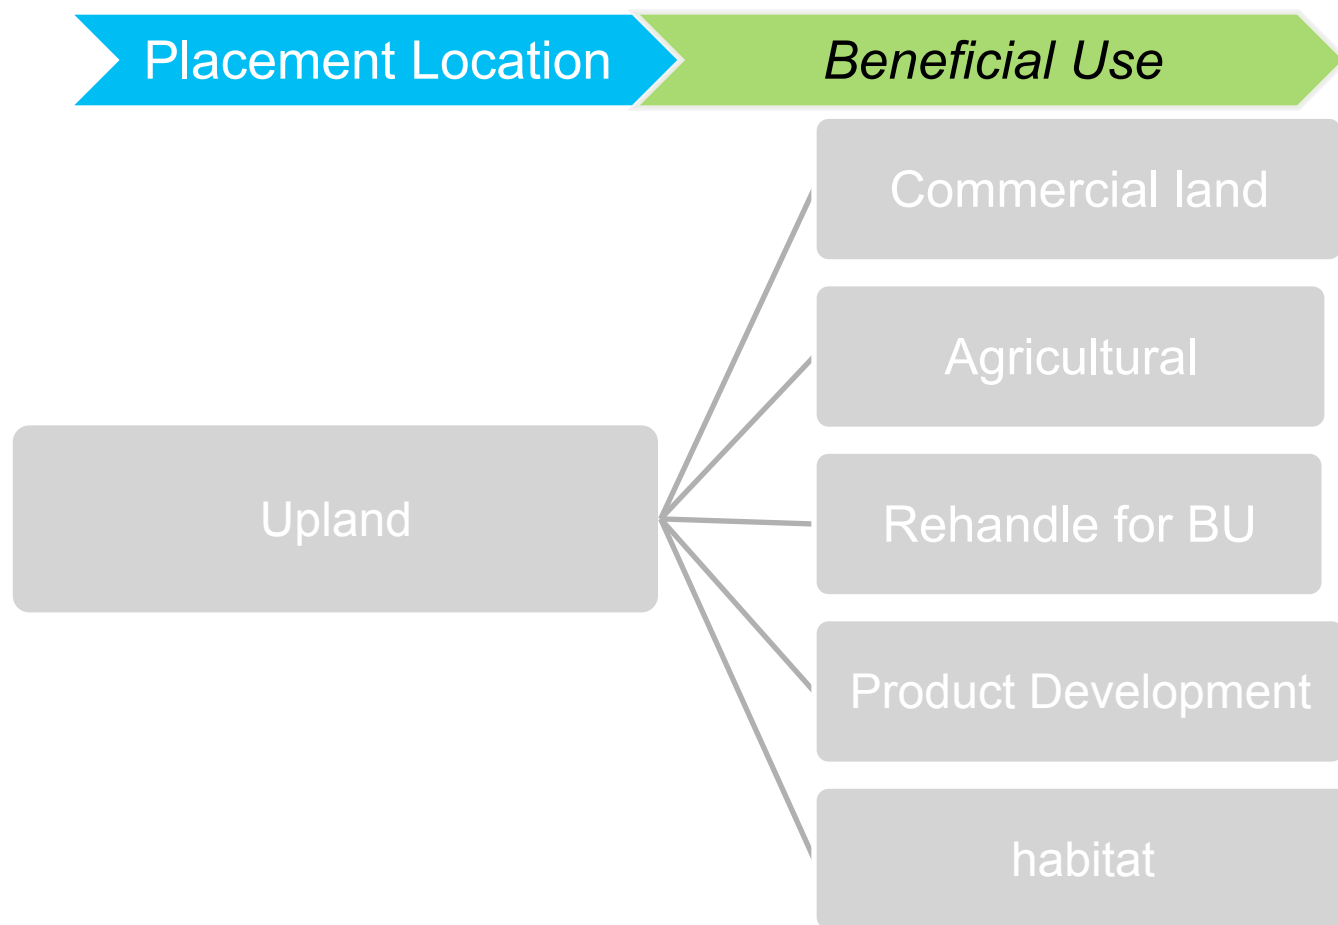 Placement Location
Beneficial Use
Commercial land
Agricultural
Upland
Rehandle for BU
Product Development
habitat